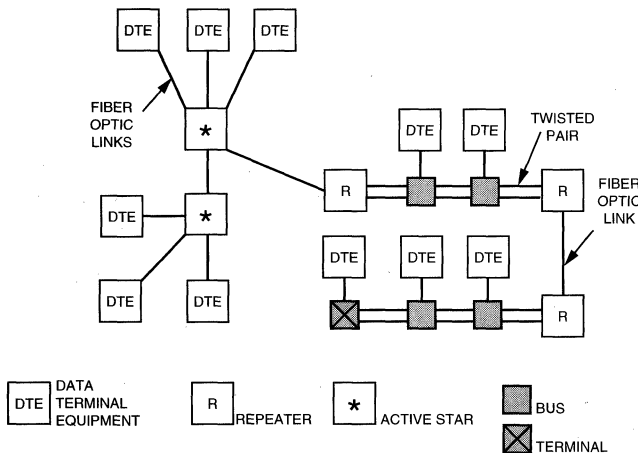 DTE
DTE
DTE
FIBER
OPTIC
LINKS
*
DTE
DTE
TWISTED
PAIR
R
R
FIBER
OPTIC
LINK
DTE
*
DTE
DTE
DTE
DTE
DTE
R
DTE
DATA
TERMINAL
EQUIPMENT
R
REPEATER
*
ACTIVE STAR
BUS
TERMINAL